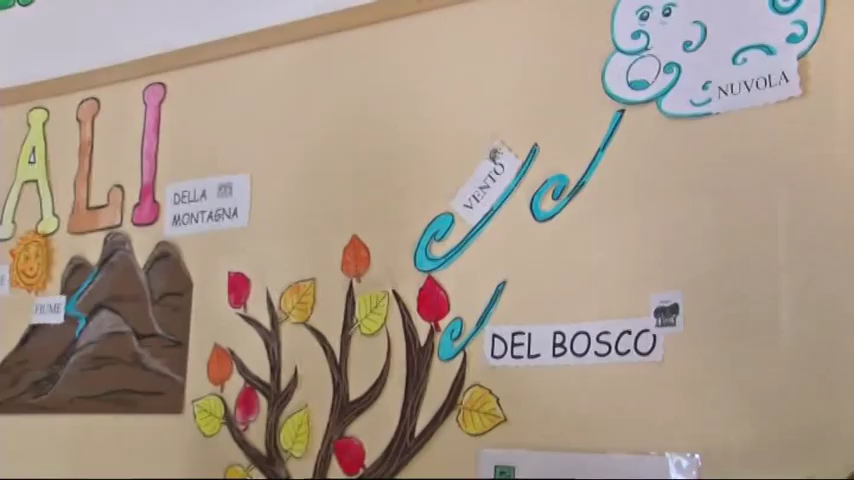 ALI
DELLA
MONTAGNA
FIUME
VENTO
NUVOLA
DEL BOSCO